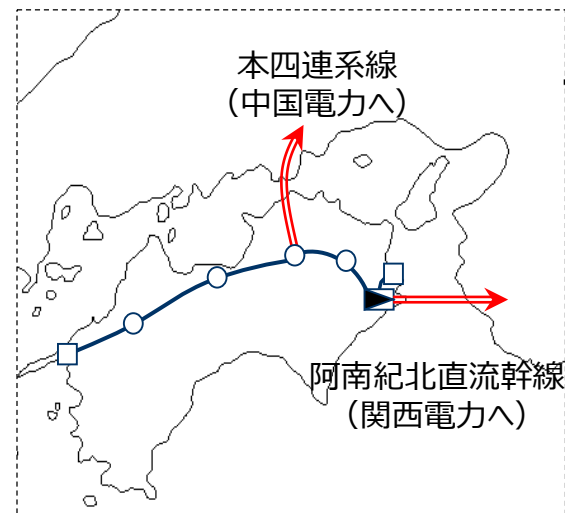 本四連系線
（中国電力へ）
阿南紀北直流幹線
（関西電力へ）